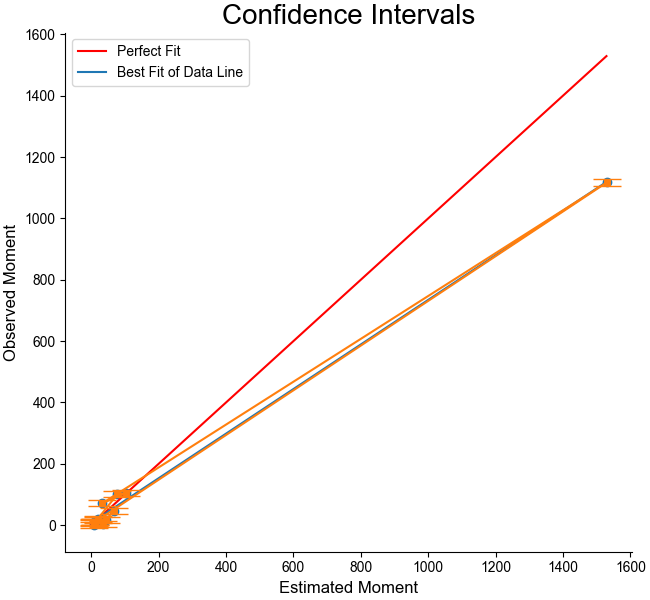 Confidence Intervals
Perfect Fit
Best Fit of Data Line
1600
1400
1200
1000
800
600
400
200
0
Observed Moment
0 200 400 600 800 1000 1200 1400 1600
Estimated Moment